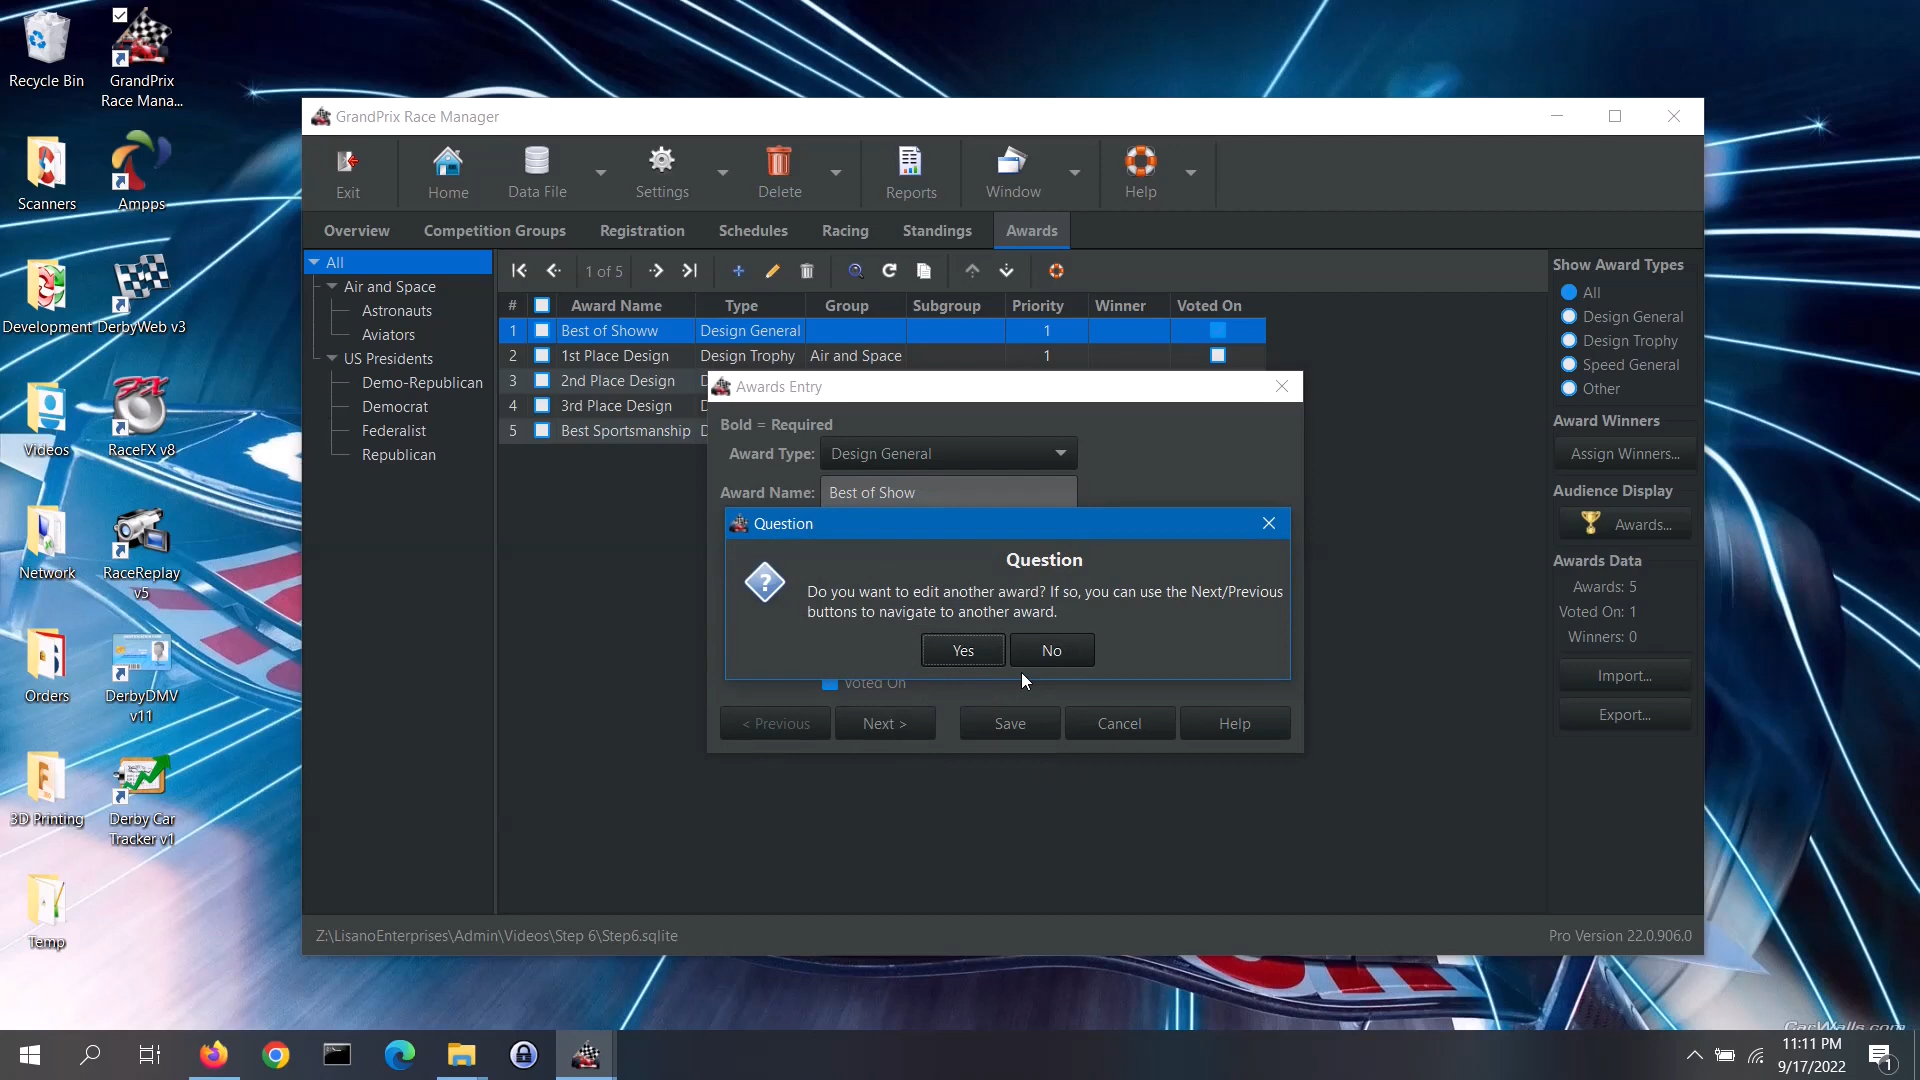 Recycle Bin
GrandPrix
Race Mana...
Scanners
Ampps
Development
DerbyWeb v3
Videos
RaceFX v8
Network
RaceReplay
v5
Orders
DerbyDMV
v11
3D Printing
Derby Car
Tracker v1
Temp
GrandPrix Race Manager
Exit
Home
Data File
Settings
Delete
Reports
Window
Help
Overview
Competition Groups
Registration
Schedules
Racing
Standings
Awards
All
Air and Space
Astronauts
Aviators
US Presidents
Demo-Republican
Democrat
Federalist
Republican
1 of 5
# Award Name Type Group Subgroup Priority Winner Voted On
1 Best of Showw Design General 1
2 1st Place Design Design Trophy Air and Space 1
3 2nd Place Design D
4 3rd Place Design D
5 Best Sportsmanship D
Awards Entry
Bold = Required
Award Type: Design General
Award Name: Best of Show
Question
Question
Do you want to edit another award? If so, you can use the Next/Previous
buttons to navigate to another award.
Yes
No
Voted On
< Previous
Next >
Save
Cancel
Help
Show Award Types
All
Design General
Design Trophy
Speed General
Other
Award Winners
Assign Winners...
Audience Display
Awards...
Awards Data
Awards: 5
Voted On: 1
Winners: 0
Import...
Export...
Z:\LisanoEnterprises\Admin\Videos\Step 6\Step6.sqlite
Pro Version 22.0.906.0
CarWalls.com
11:11 PM
9/17/2022
1